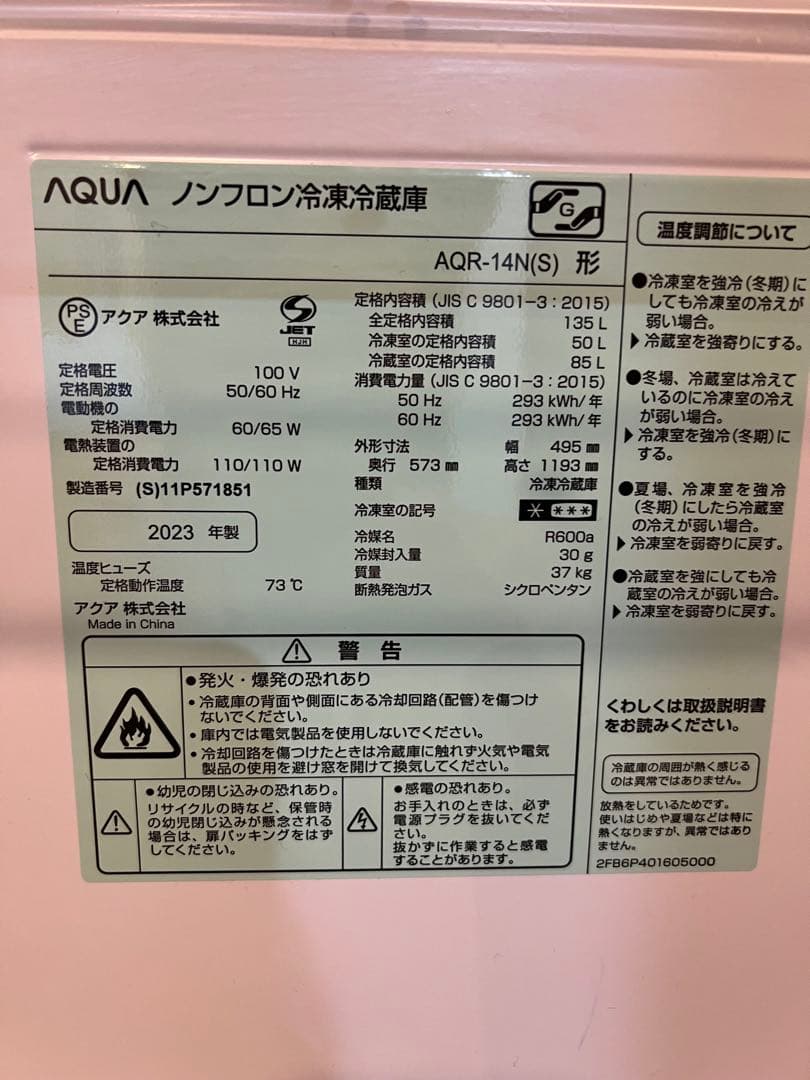 AQUA ノンフロン冷凍冷蔵庫
G
AQR-14N(S) 形
PSE アクア 株式会社
JET
定格電圧 100 V
定格周波数 50/60 Hz
電動機の
定格消費電力 60/65 W
電熱装置の
定格消費電力 110/110 W
製造番号 (S)11P571851
2023 年製
温度ヒューズ
定格動作温度 73℃
アクア 株式会社
Made in China
定格内容積 (JIS C 9801-3:2015)
全定格内容積 135 L
冷凍室の定格内容積 50 L
冷蔵室の定格内容積 85 L
消費電力量 (JIS C 9801-3:2015)
50 Hz 293 kWh/年
60 Hz 293 kWh/年
外形寸法 幅 495 mm
奥行 573 mm 高さ 1193 mm
種類 冷凍冷蔵庫
冷凍室の記号 * ***
冷媒名 R600a
冷媒封入量 30 g
質量 37 kg
断熱発泡ガス シクロペンタン
警 告
●発火・爆発の恐れあり
・冷蔵庫の背面や側面にある冷却回路(配管)を傷つけ
ないでください。
・庫内では電気製品を使用しないでください。
・冷却回路を傷つけたときは冷蔵庫に触れず火気や電気
製品の使用を避け窓を開けて換気してください。
●幼児の閉じ込みの恐れあり。
リサイクルの時など、保管時
の幼児閉じ込みが懸念される
場合は、扉パッキングをはず
してください。
●感電の恐れあり。
お手入れのときは、必ず
電源プラグを抜いてくだ
さい。
抜かずに作業すると感電
することがあります。
温度調節について
●冷凍室を強冷(冬期)に
しても冷凍室の冷えが
弱い場合。
▶冷蔵室を強寄りにする。
●冬場、冷蔵室は冷えて
いるのに冷凍室の冷え
が弱い場合。
▶冷凍室を強冷(冬期)に
する。
●夏場、冷凍室を強冷
(冬期)にしたら冷蔵室
の冷えが弱い場合。
▶冷凍室を弱寄りに戻す。
●冷蔵室を強にしても冷
蔵室の冷えが弱い場合。
▶冷凍室を弱寄りに戻す。
くわしくは取扱説明書
をお読みください。
冷蔵庫の周囲が熱く感じる
のは異常ではありません。
放熱をしているためです。
使いはじめや夏場などは特に
熱くなりますが、異常ではあり
ません。
2FB6P401605000